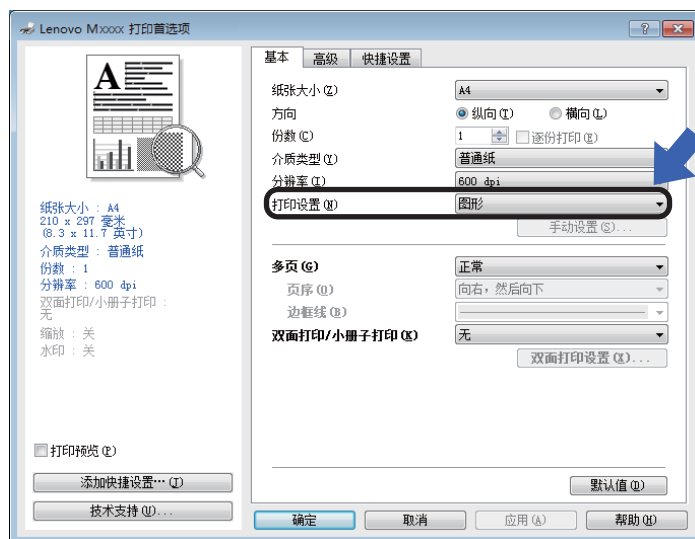 Lenovo Mxxxx 打印首选项
基本 高级 快捷设置
A
纸张大小(Z) A4
方向 纵向(T) 横向(L)
份数(C) 1 逐份打印(E)
介质类型(Y) 普通纸
分辨率(I) 600 dpi
打印设置(N) 图形
手动设置(S)...
多页(G) 正常
页序(O) 向右，然后向下
边框线(B)
双面打印/小册子打印(K) 无
双面打印设置(X)...
纸张大小 : A4
210 x 297 毫米
(8.3 x 11.7 英寸)
介质类型 : 普通纸
份数 : 1
分辨率 : 600 dpi
双面打印/小册子打印 :
无
缩放 : 关
水印 : 关
打印预览(P)
添加快捷设置…(J)
技术支持(U)...
默认值(D)
确定 取消 应用(A) 帮助(H)